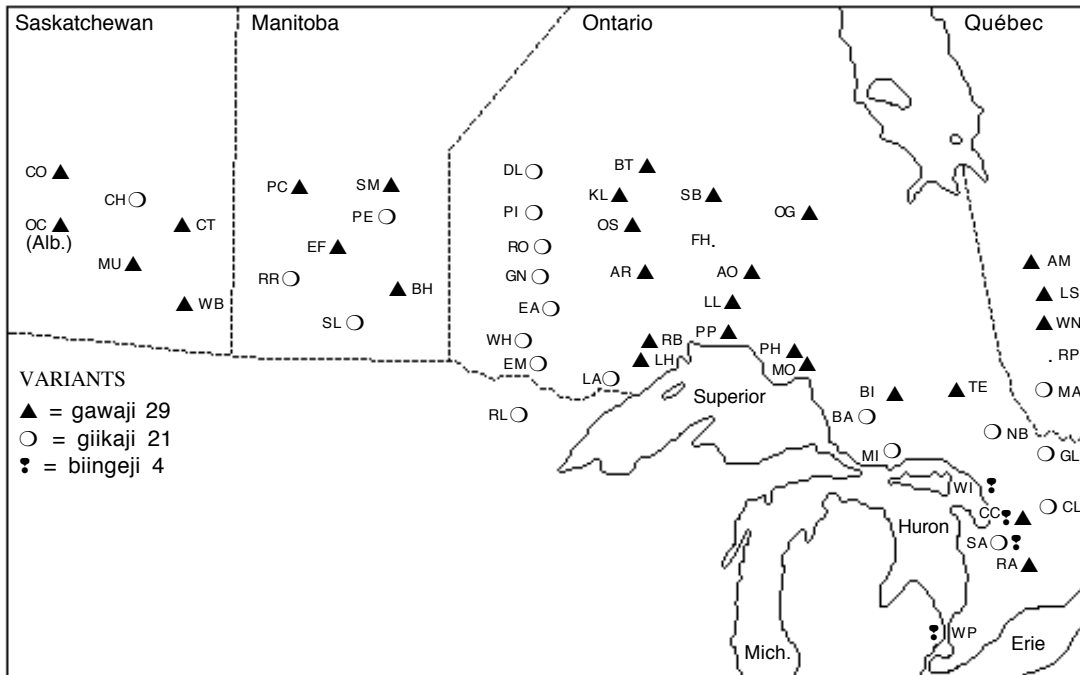 Saskatchewan Manitoba Ontario Québec
CO
CH
OC
(Alb.)
CT
MU
WB
PC
SM
PE
EF
RR
BH
SL
DL
PI
RO
GN
EA
WH
EM
LA
RL
BT
KL
SB
OS
OG
FH
AR
AO
LL
PP
RB
LH
PH
MO
AM
LS
WN
RP
MA
BI
TE
BA
NB
MI
GL
WI
CC
CL
SA
RA
WP
Superior
Huron
Mich.
Erie
VARIANTS
▲ = gawaji 29
○ = giikaji 21
= biingeji 4